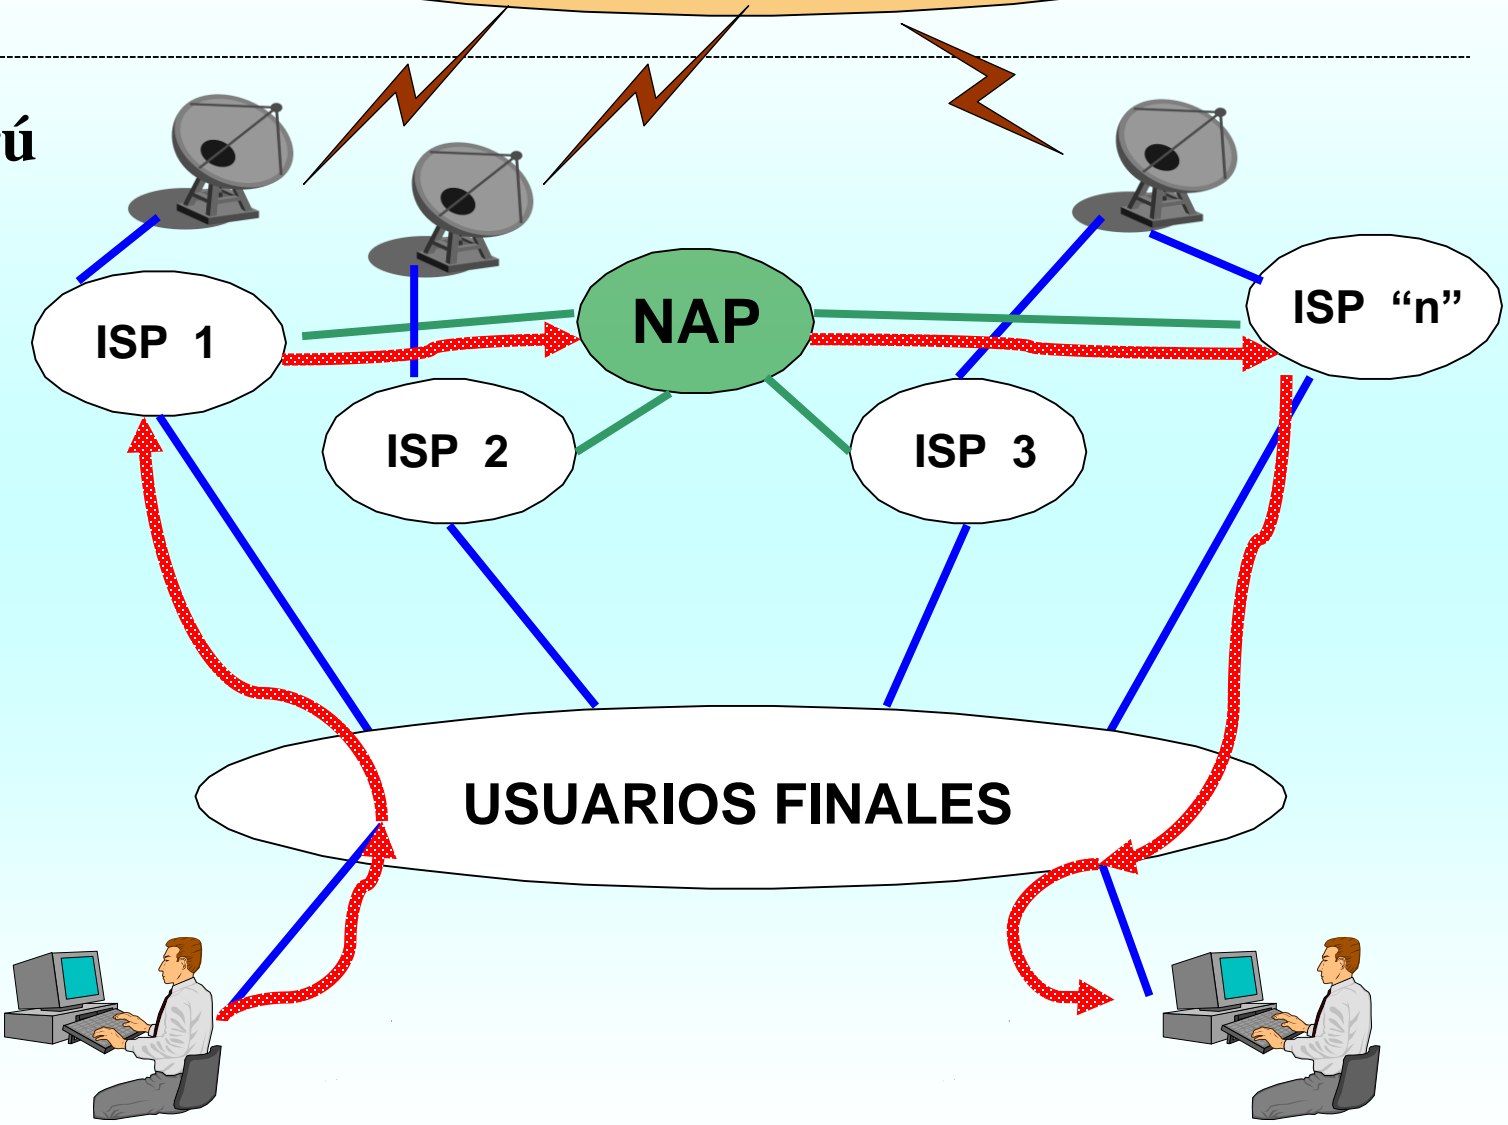 ú
ISP 1
NAP
ISP “n”
ISP 2
ISP 3
USUARIOS FINALES